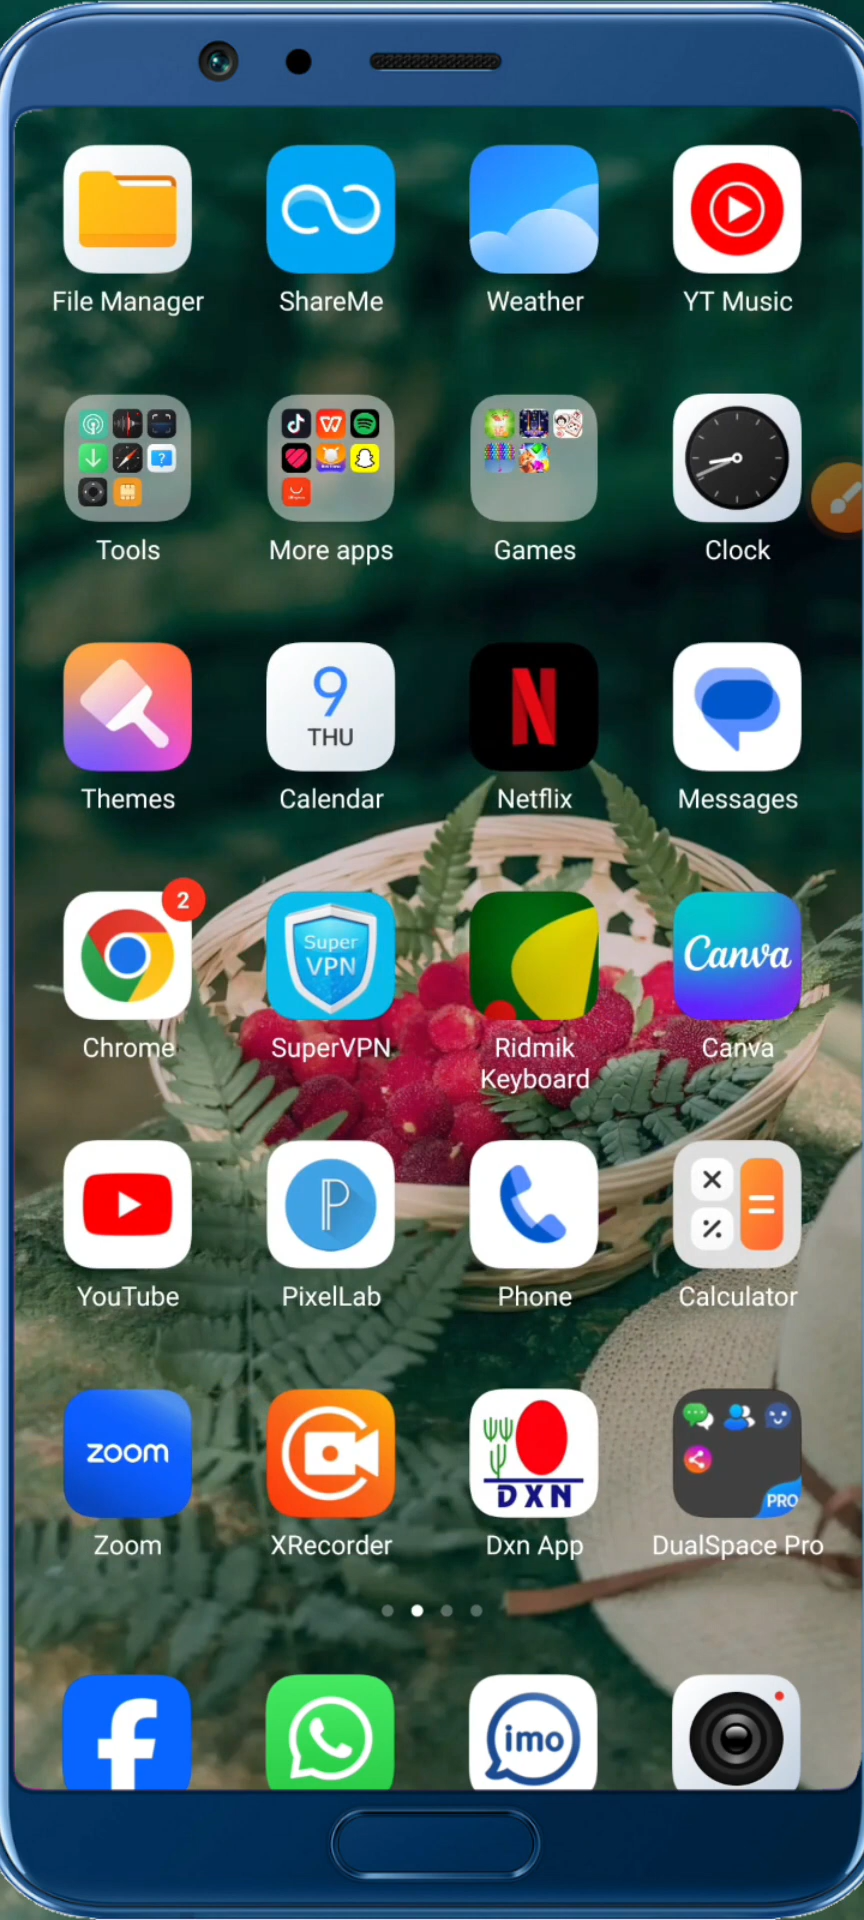 File Manager
ShareMe
Weather
YT Music
Tools
More apps
Games
Clock
9
THU
Themes
Calendar
Netflix
Messages
2
Super
VPN
Canva
Chrome
SuperVPN
Ridmik
Keyboard
Canva
YouTube
PixelLab
Phone
Calculator
zoom
DXN
PRO
Zoom
XRecorder
Dxn App
DualSpace Pro
imo